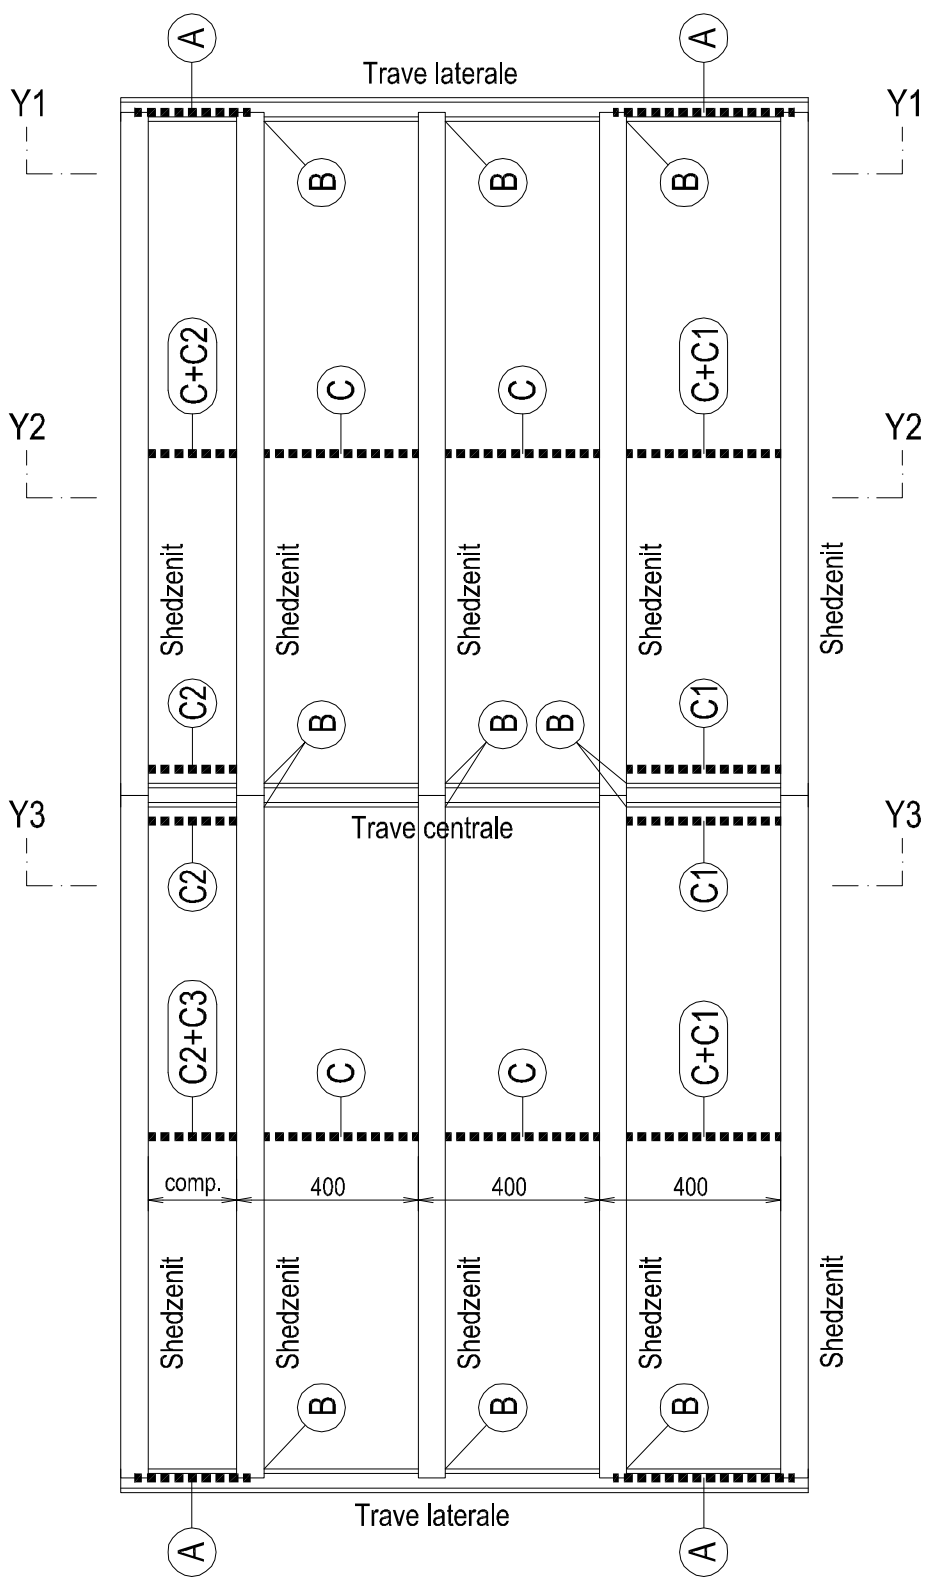 A
A
Trave laterale
Y1
Y1
B
B
B
C+C2
C
C
C+C1
Y2
Y2
Shedzenit
Shedzenit
Shedzenit
Shedzenit
Shedzenit
C2
B
B
B
C1
Y3
Trave centrale
Y3
C2
C1
C2+C3
C
C
C+C1
comp.
400
400
400
Shedzenit
Shedzenit
Shedzenit
Shedzenit
Shedzenit
B
B
B
Trave laterale
A
A